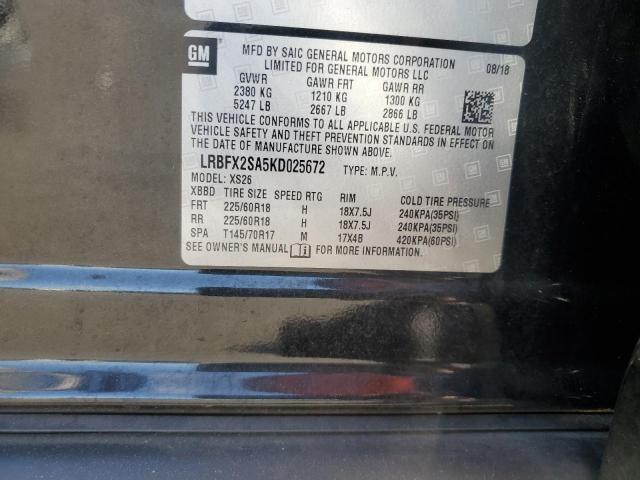 GM
MFD BY SAIC GENERAL MOTORS CORPORATION
LIMITED FOR GENERAL MOTORS LLC
08/18
GVWR GAWR FRT GAWR RR
2380 KG 1210 KG 1300 KG
5247 LB 2667 LB 2866 LB
THIS VEHICLE CONFORMS TO ALL APPLICABLE U.S. FEDERAL MOTOR
VEHICLE SAFETY, BUMPER, AND THEFT PREVENTION STANDARDS IN EFFECT ON
THE DATE OF MANUFACTURE SHOWN ABOVE.
LRBFX2SA5KD025672 TYPE: M.P.V.
MODEL: XS26
XBBD TIRE SIZE SPEED RTG RIM COLD TIRE PRESSURE
FRT 225/60R18 H 18X7.5J 240KPA(35PSI)
RR 225/60R18 H 18X7.5J 240KPA(35PSI)
SPA T145/70R17 M 17X4B 420KPA(60PSI)
SEE OWNER'S MANUAL FOR MORE INFORMATION.